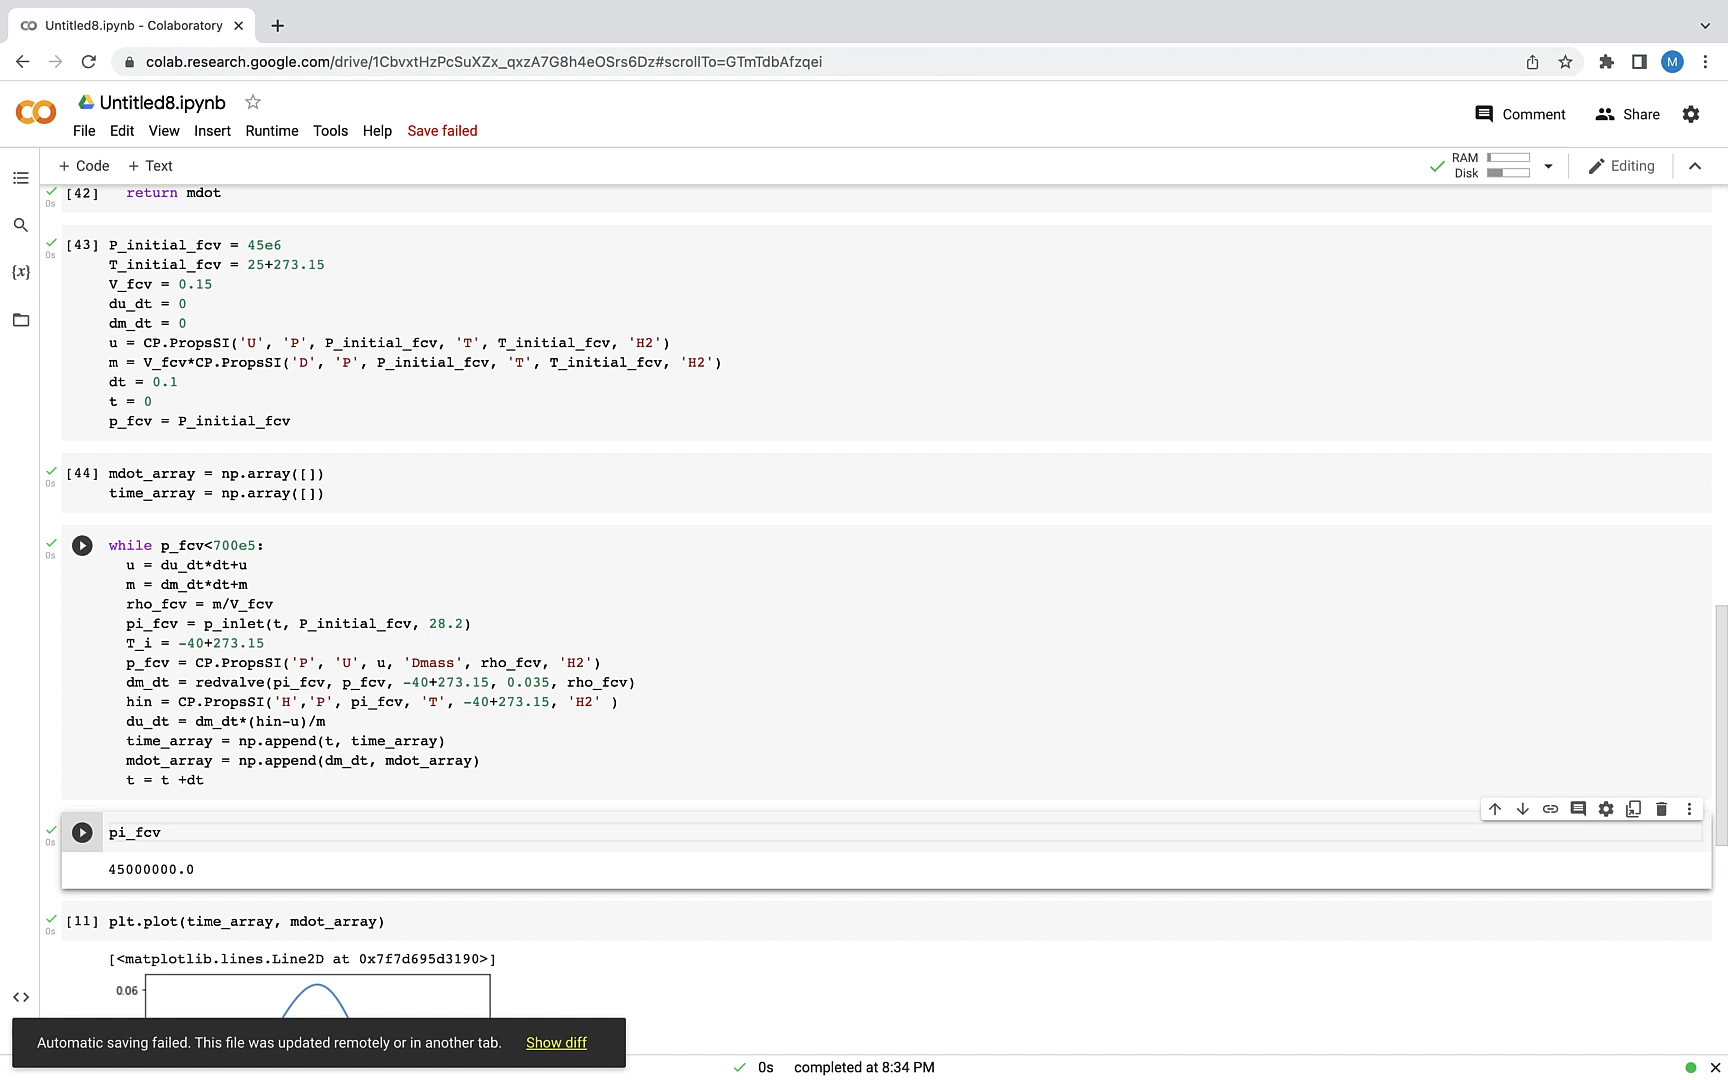 Untitled8.ipynb - Colaboratory
colab.research.google.com/drive/1CbvxtHzPcSuXZx_qxzA7G8h4eOSrs6Dz#scrollTo=GTmTdbAfzqei
M
CO
Untitled8.ipynb
File Edit View Insert Runtime Tools Help Save failed
Comment
Share
+ Code + Text
RAM
Disk
Editing
[42] return mdot
0s
{x}
[43] P_initial_fcv = 45e6
0s
T_initial_fcv = 25+273.15
V_fcv = 0.15
du_dt = 0
dm_dt = 0
u = CP.PropsSI('U', 'P', P_initial_fcv, 'T', T_initial_fcv, 'H2')
m = V_fcv*CP.PropsSI('D', 'P', P_initial_fcv, 'T', T_initial_fcv, 'H2')
dt = 0.1
t = 0
p_fcv = P_initial_fcv
[44] mdot_array = np.array([])
0s
time_array = np.array([])
while p_fcv<700e5:
0s
u = du_dt*dt+u
m = dm_dt*dt+m
rho_fcv = m/V_fcv
pi_fcv = p_inlet(t, P_initial_fcv, 28.2)
T_i = -40+273.15
p_fcv = CP.PropsSI('P', 'U', u, 'Dmass', rho_fcv, 'H2')
dm_dt = redvalve(pi_fcv, p_fcv, -40+273.15, 0.035, rho_fcv)
hin = CP.PropsSI('H','P', pi_fcv, 'T', -40+273.15, 'H2' )
du_dt = dm_dt*(hin-u)/m
time_array = np.append(t, time_array)
mdot_array = np.append(dm_dt, mdot_array)
t = t +dt
pi_fcv
0s
45000000.0
[11] plt.plot(time_array, mdot_array)
0s
[<matplotlib.lines.Line2D at 0x7f7d695d3190>]
0.06
<>
Automatic saving failed. This file was updated remotely or in another tab. Show diff
0s completed at 8:34 PM